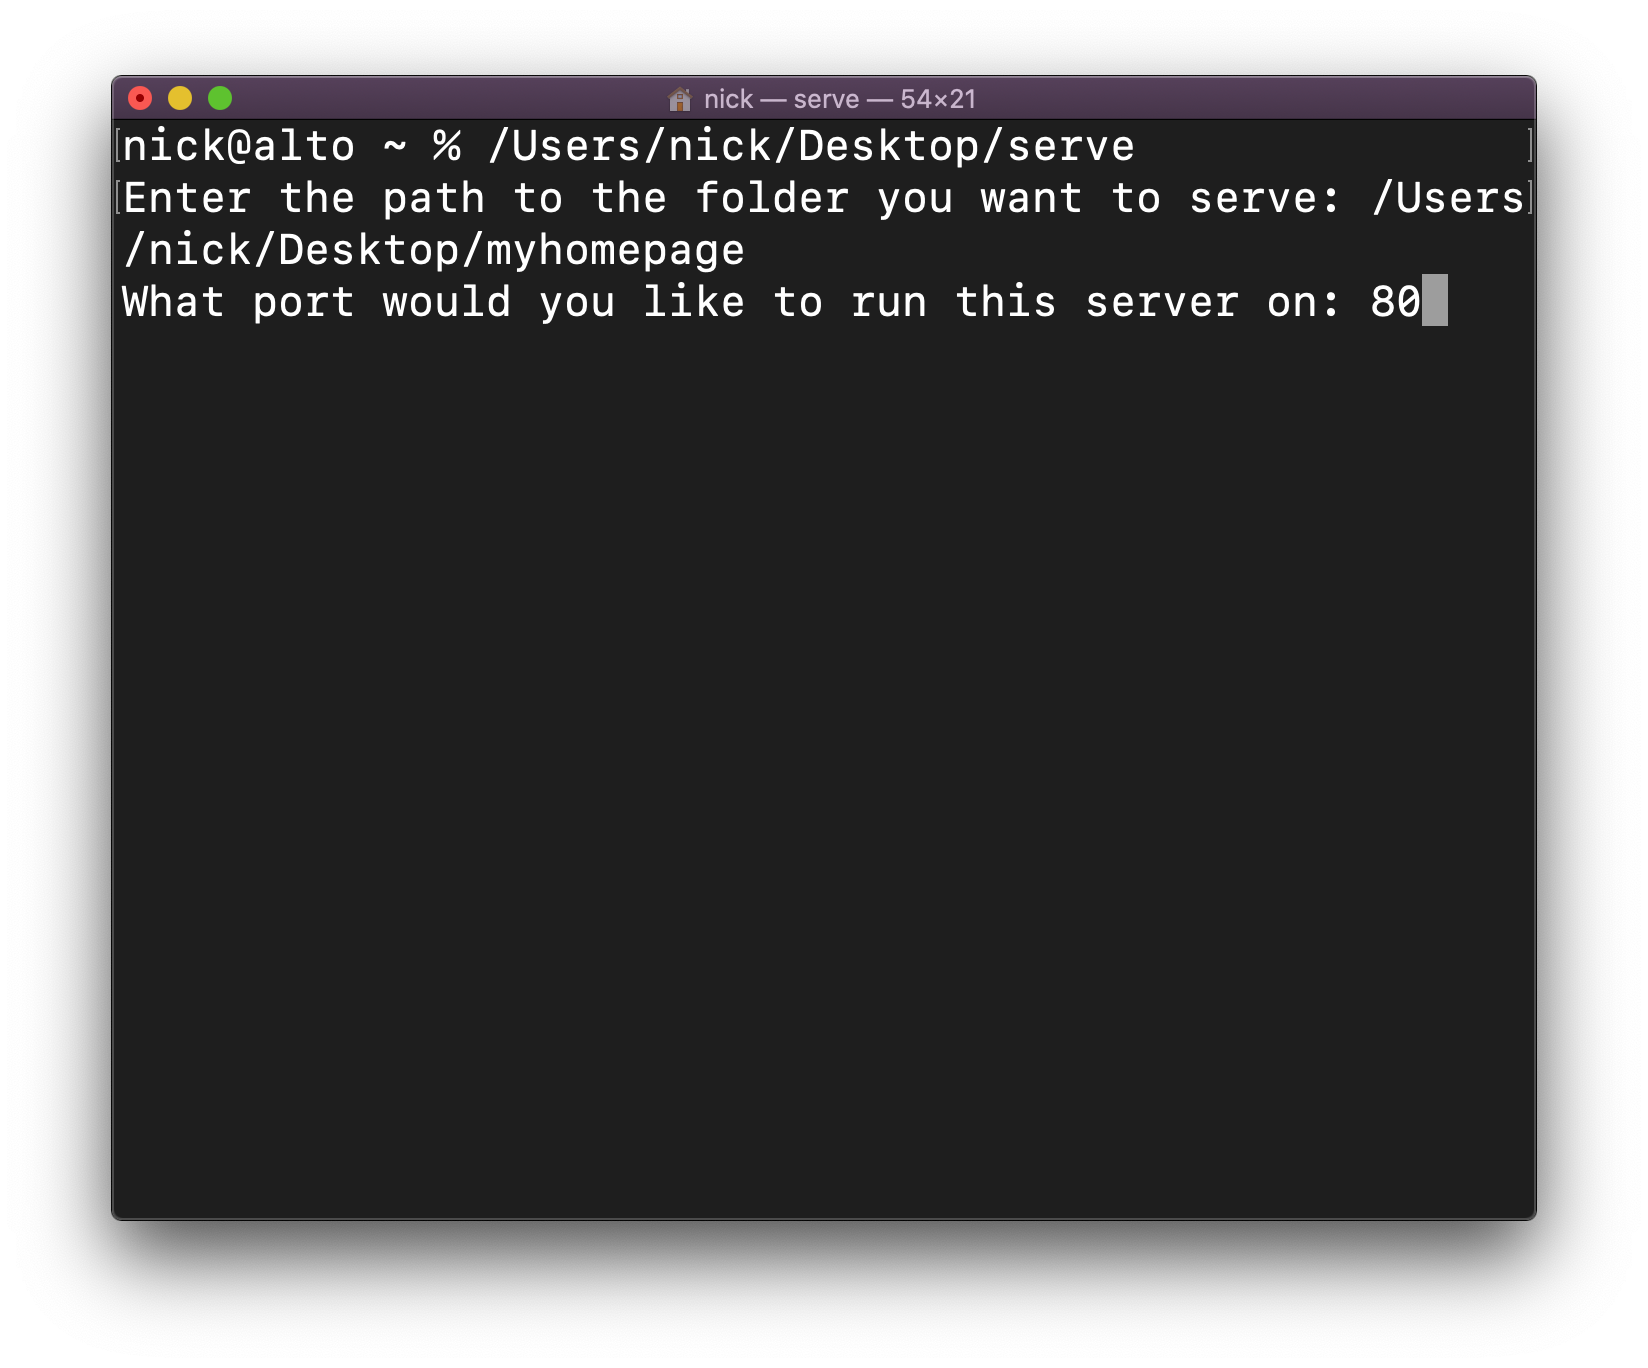 nick — serve — 54×21
[nick@alto ~ % /Users/nick/Desktop/serve ]
[Enter the path to the folder you want to serve: /Users]
/nick/Desktop/myhomepage
What port would you like to run this server on: 80